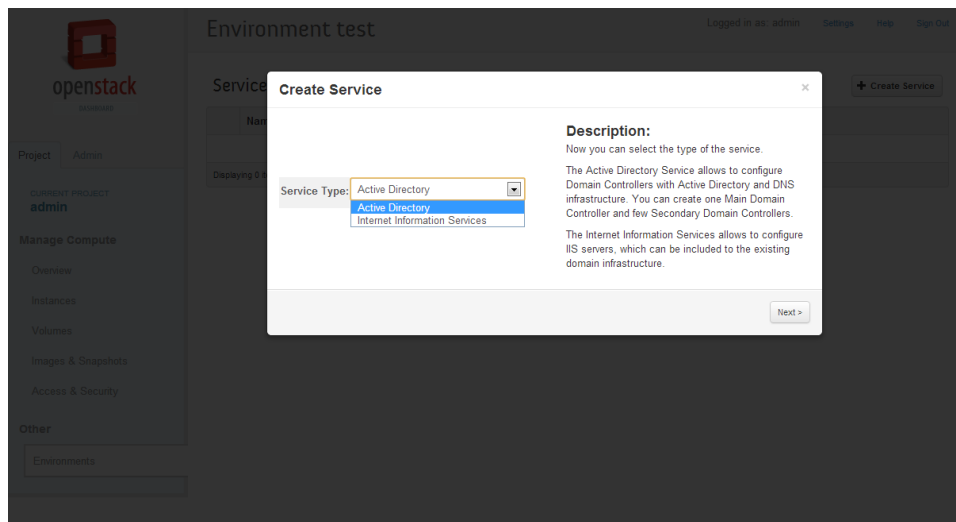 Environment test
Logged in as: admin
Settings
Help
Sign Out
openstack
DASHBOARD
Service
+ Create Service
Nam
Displaying 0 it
Project
Admin
CURRENT PROJECT
admin
Manage Compute
Overview
Instances
Volumes
Images & Snapshots
Access & Security
Other
Environments
Create Service
×
Service Type:
Active Directory
Active Directory
Internet Information Services
Description:
Now you can select the type of the service.
The Active Directory Service allows to configure
Domain Controllers with Active Directory and DNS
infrastructure. You can create one Main Domain
Controller and few Secondary Domain Controllers.
The Internet Information Services allows to configure
IIS servers, which can be included to the existing
domain infrastructure.
Next >